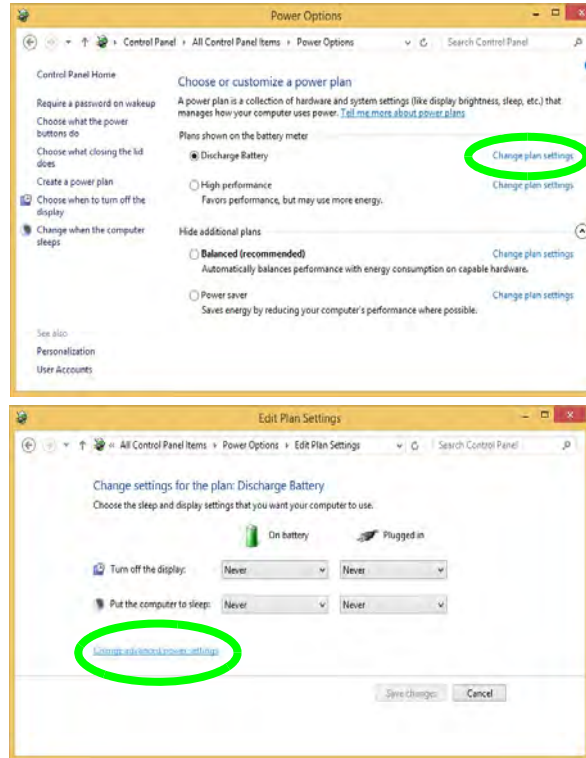 Power Options
Control Panel All Control Panel Items Power Options Search Control Panel
Control Panel Home
Require a password on wakeup
Choose what the power
buttons do
Choose what closing the lid
does
Create a power plan
Choose when to turn off the
display
Change when the computer
sleeps
See also
Personalization
User Accounts
Choose or customize a power plan
A power plan is a collection of hardware and system settings (like display brightness, sleep, etc.) that
manages how your computer uses power. Tell me more about power plans
Plans shown on the battery meter
Discharge Battery Change plan settings
High performance Change plan settings
Favors performance, but may use more energy.
Hide additional plans
Balanced (recommended) Change plan settings
Automatically balances performance with energy consumption on capable hardware.
Power saver Change plan settings
Saves energy by reducing your computer's performance where possible.
Edit Plan Settings
« All Control Panel Items Power Options Edit Plan Settings Search Control Panel
Change settings for the plan: Discharge Battery
Choose the sleep and display settings that you want your computer to use.
On battery Plugged in
Turn off the display: Never Never
Put the computer to sleep: Never Never
Change advanced power settings
Save changes Cancel